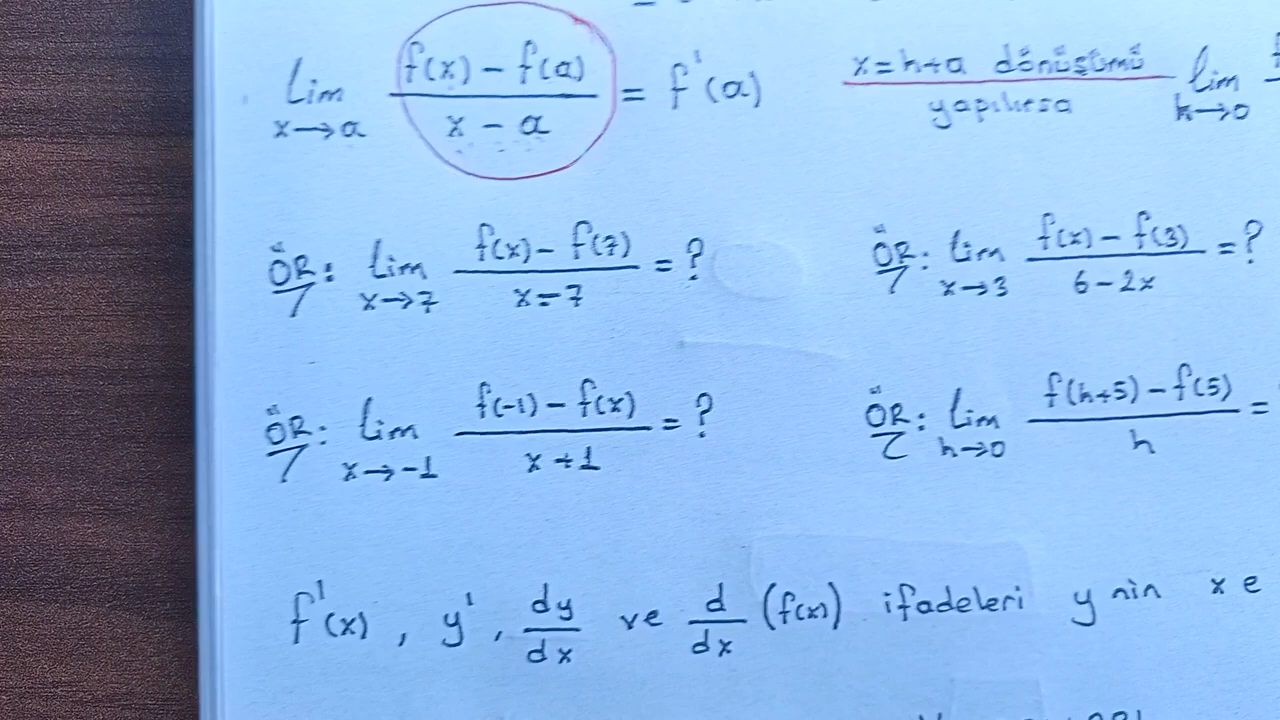 lim x→a (f(x) - f(a))/(x - a) = f'(a)   x=h+a dönüşümü yapılırsa   lim h→0
ÖR: lim x→7 (f(x) - f(7))/(x-7) = ?   ÖR: lim x→3 (f(x) - f(3))/(6-2x) = ?
ÖR: lim x→-1 (f(-1) - f(x))/(x+1) = ?   ÖR: lim h→0 (f(h+5) - f(5))/h =
f'(x), y', dy/dx ve d/dx (f(x)) ifadeleri y nin x e